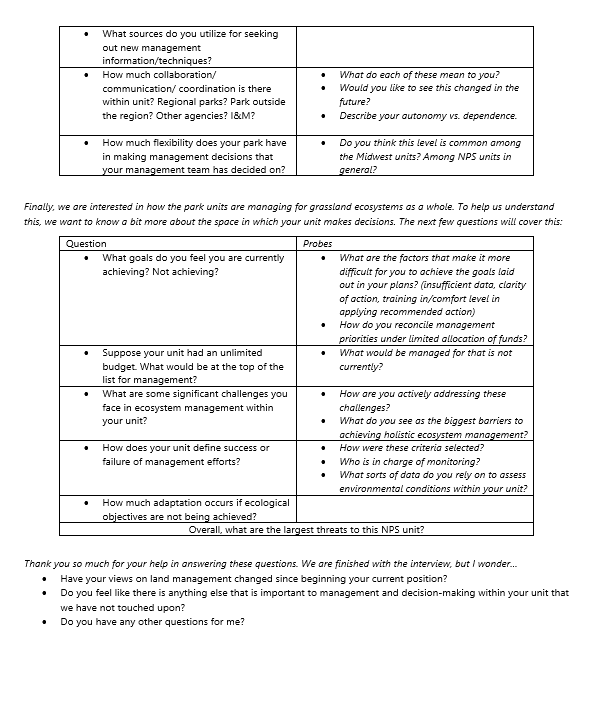 • What sources do you utilize for seeking
out new management
information/techniques?
• How much collaboration/
communication/ coordination is there
within unit? Regional parks? Park outside
the region? Other agencies? I&M?
• What do each of these mean to you?
• Would you like to see this changed in the
future?
• Describe your autonomy vs. dependence.
• How much flexibility does your park have
in making management decisions that
your management team has decided on?
• Do you think this level is common among
the Midwest units? Among NPS units in
general?
Finally, we are interested in how the park units are managing for grassland ecosystems as a whole. To help us understand
this, we want to know a bit more about the space in which your unit makes decisions. The next few questions will cover this:
Question
Probes
• What goals do you feel you are currently
achieving? Not achieving?
• What are the factors that make it more
difficult for you to achieve the goals laid
out in your plans? (insufficient data, clarity
of action, training in/comfort level in
applying recommended action)
• How do you reconcile management
priorities under limited allocation of funds?
• Suppose your unit had an unlimited
budget. What would be at the top of the
list for management?
• What would be managed for that is not
currently?
• What are some significant challenges you
face in ecosystem management within
your unit?
• How are you actively addressing these
challenges?
• What do you see as the biggest barriers to
achieving holistic ecosystem management?
• How does your unit define success or
failure of management efforts?
• How were these criteria selected?
• Who is in charge of monitoring?
• What sorts of data do you rely on to assess
environmental conditions within your unit?
• How much adaptation occurs if ecological
objectives are not being achieved?
Overall, what are the largest threats to this NPS unit?
Thank you so much for your help in answering these questions. We are finished with the interview, but I wonder...
• Have your views on land management changed since beginning your current position?
• Do you feel like there is anything else that is important to management and decision-making within your unit that
we have not touched upon?
• Do you have any other questions for me?